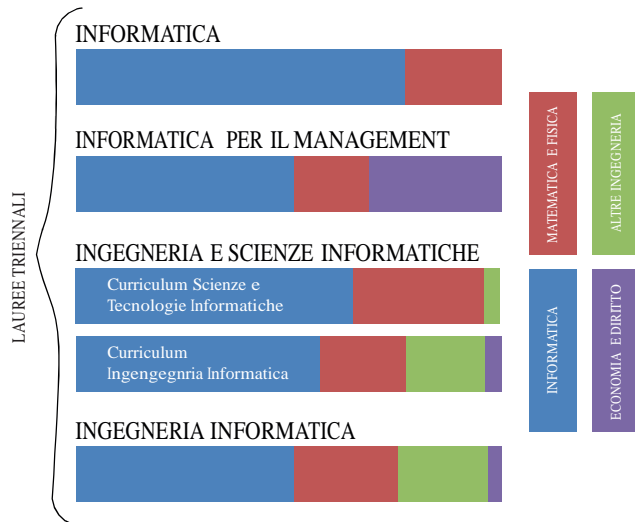 INFORMATICA
INFORMATICA PER IL MANAGEMENT
INGEGNERIA E SCIENZE INFORMATICHE
Curriculum Scienze e
Tecnologie Informatiche
Curriculum
Ingengegnria Informatica
INGEGNERIA INFORMATICA
LAUREE TRIENNALI
MATEMATICA E FISICA
ALTRE INGEGNERIA
INFORMATICA
ECONOMIA E DIRITTO